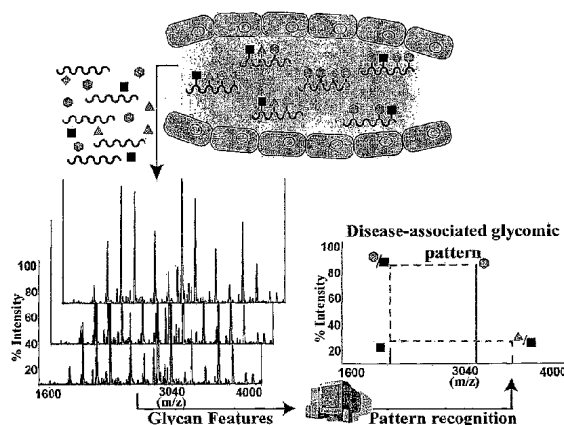 Disease-associated glycomic
pattern
% Intensity
100
80
60
40
20
10
1600
3040
(m/z)
4000
% Intensity
100
80
60
40
20
1600
3040
(m/z)
4000
Glycan Features
Pattern recognition